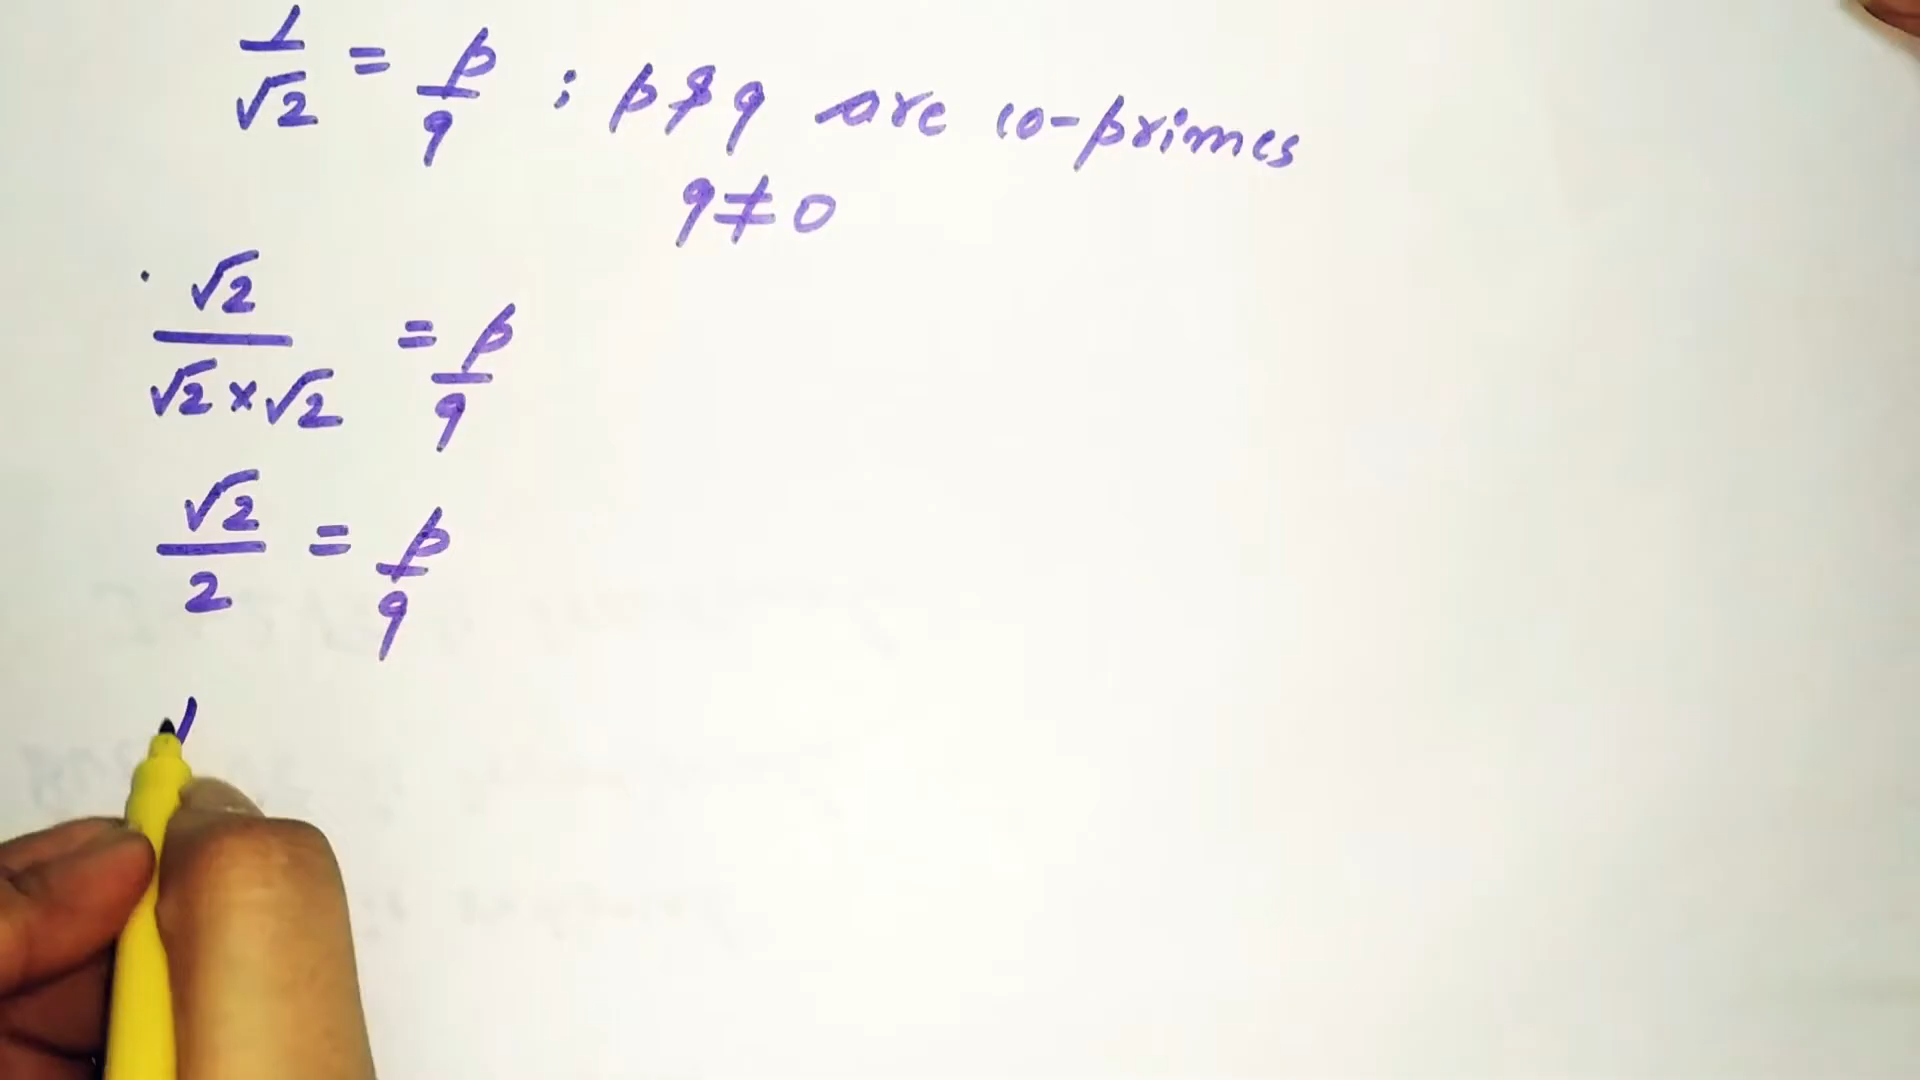 1/√2 = p/q ; p & q are co-primes
q ≠ 0
√2/(√2×√2) = p/q
√2/2 = p/q